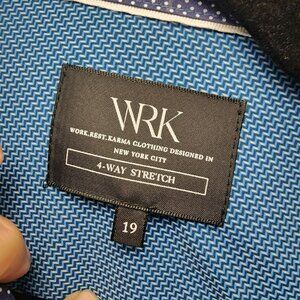 WRK
WORK.REST.KARMA CLOTHING DESIGNED IN
NEW YORK CITY
4-WAY STRETCH
19